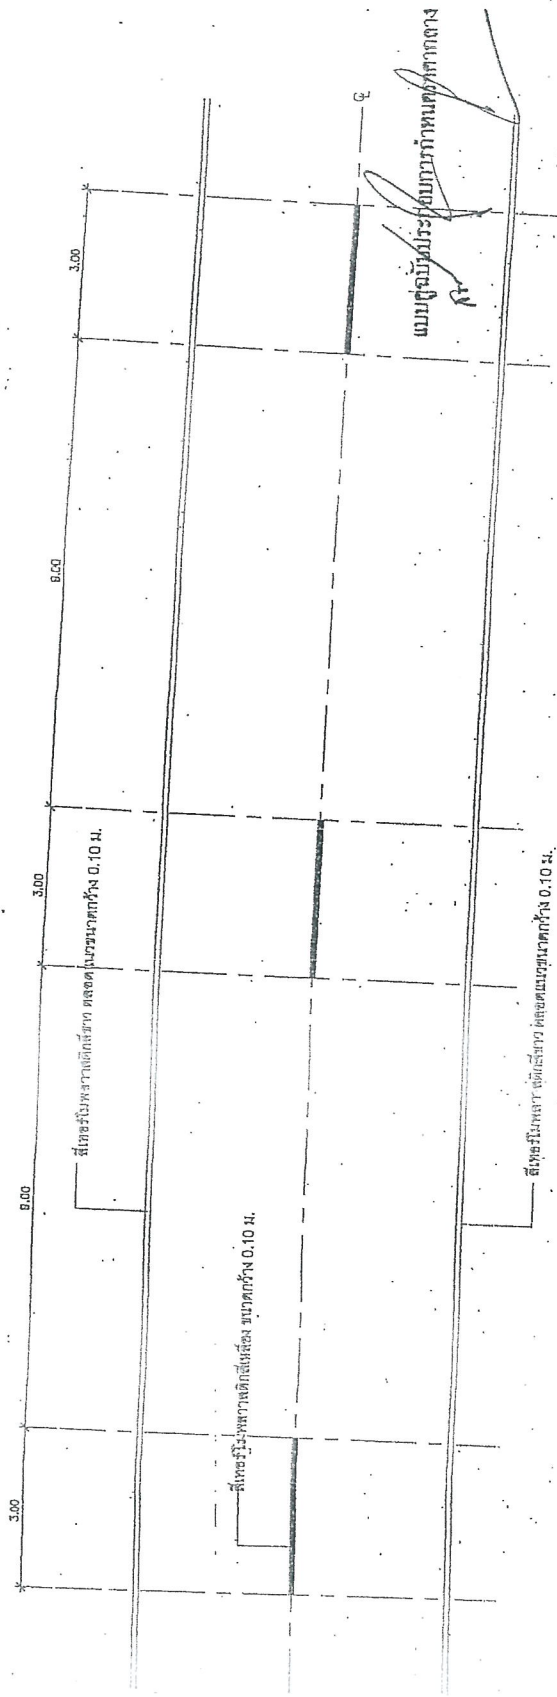 3.00
9.00
3.00
9.00
3.00
สีเทอร์โมพลาสติกสีขาว ตลอดแนวขนาดกว้าง 0.10 ม.
สีเทอร์โมพลาสติกสีเหลือง ขนาดกว้าง 0.10 ม.
สีเทอร์โมพลาสติกสีขาว ตลอดแนวขนาดกว้าง 0.10 ม.
℄
แบบคู่ฉบับประกอบการกำหนดราคากลาง